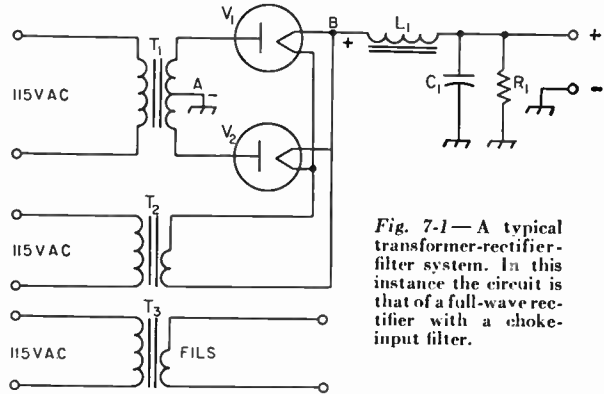 V1
B
L1
+
+
T1
A
-
115VAC
C1
R1
-
V2
T2
115VAC
T3
115VAC
FILS
Fig. 7-1—A typical
transformer-rectifier-
filter system. In this
instance the circuit is
that of a full-wave rec-
tifier with a choke-
input filter.